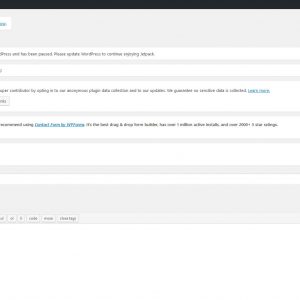 dPress and has been paused. Please update WordPress to continue enjoying Jetpack.
uper contributor by opting in to our anonymous plugin data collection and to our updates. We guarantee no sensitive data is collected. Learn more.
recommend using Contact Form by WPForms. It's the best drag & drop form builder, has over 1 million active installs, and over 2000+ 5 star ratings.
ul ol li code more close tags